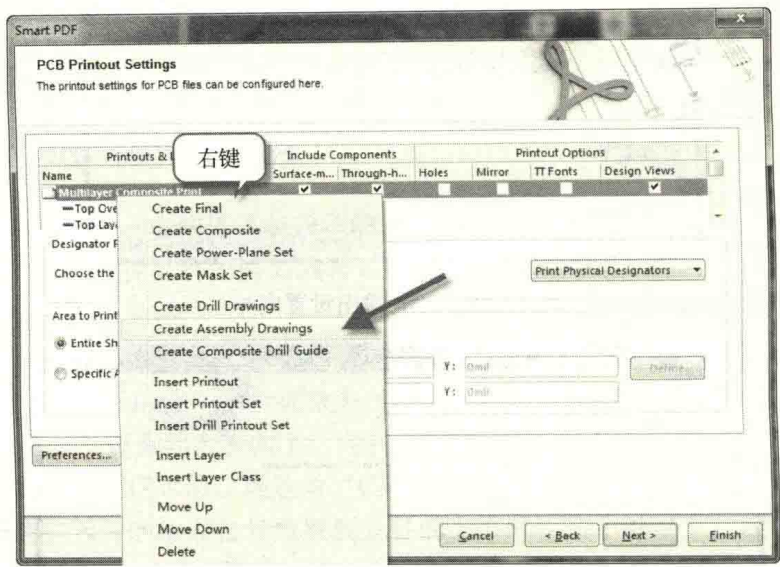 Smart PDF
PCB Printout Settings
The printout settings for PCB files can be configured here.
Printouts &
右键
Include Components
Printout Options
Name
Surface-m...
Through-h...
Holes
Mirror
TT Fonts
Design Views
Multilayer Composite Print
Top Ove
Top Lay
Designator
Choose the
Print Physical Designators
Area to Print
Entire Sh
Specific
Create Final
Create Composite
Create Power-Plane Set
Create Mask Set
Create Drill Drawings
Create Assembly Drawings
Create Composite Drill Guide
Insert Printout
Insert Printout Set
Insert Drill Printout Set
Insert Layer
Insert Layer Class
Move Up
Move Down
Delete
Y: 0mil
Define
Y: 0mil
Preferences...
Cancel
< Back
Next >
Finish